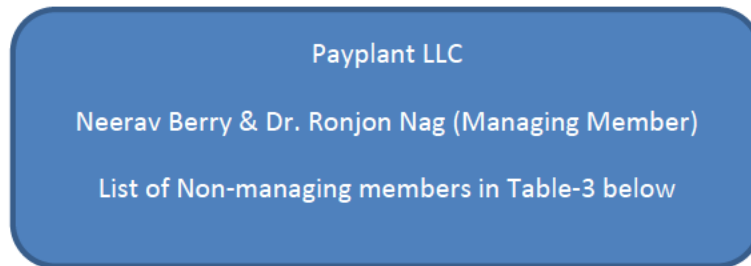 Payplant LLC
Neerav Berry & Dr. Ronjon Nag (Managing Member)
List of Non-managing members in Table-3 below